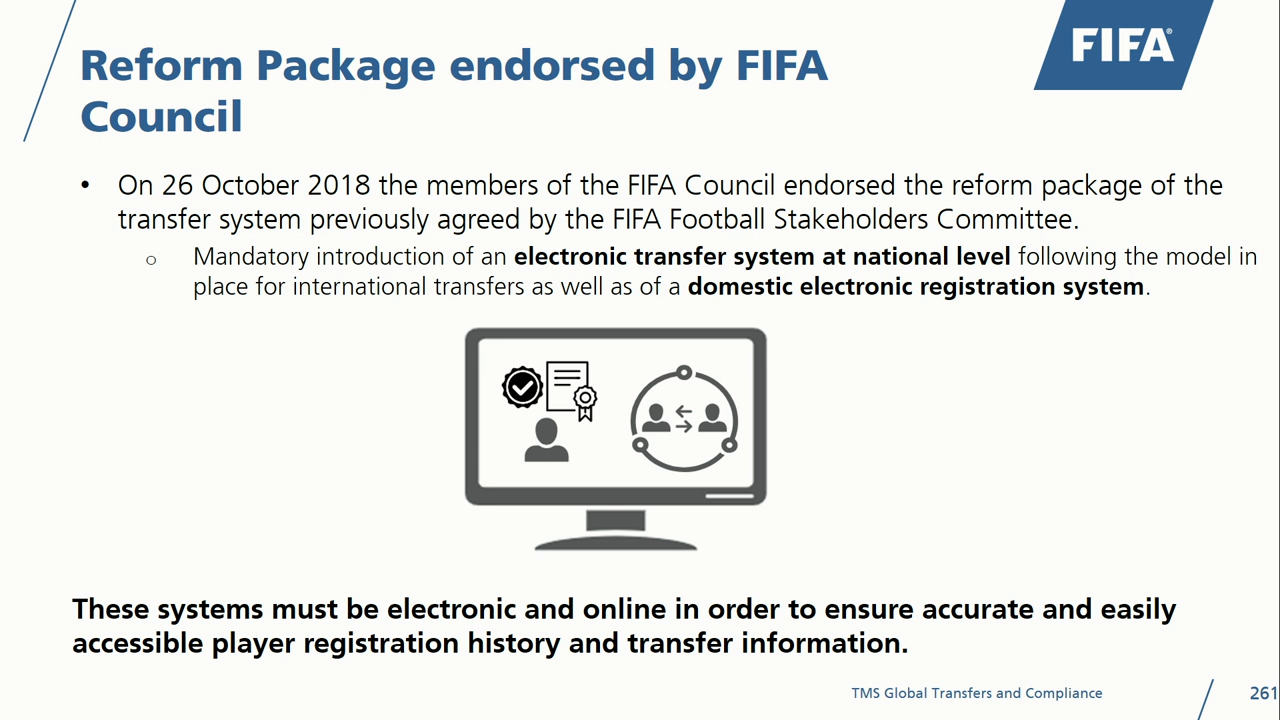 FIFA®
Reform Package endorsed by FIFA
Council
• On 26 October 2018 the members of the FIFA Council endorsed the reform package of the
transfer system previously agreed by the FIFA Football Stakeholders Committee.
o Mandatory introduction of an electronic transfer system at national level following the model in
place for international transfers as well as of a domestic electronic registration system.
These systems must be electronic and online in order to ensure accurate and easily
accessible player registration history and transfer information.
TMS Global Transfers and Compliance
261